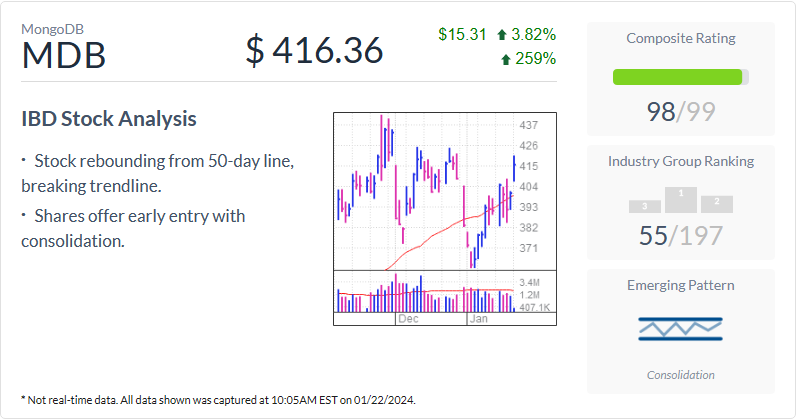 MongoDB
MDB
$ 416.36
$15.31 3.82%
259%
IBD Stock Analysis
· Stock rebounding from 50-day line,
breaking trendline.
· Shares offer early entry with
consolidation.
437
426
415
404
393
382
371
3.4M
1.2M
407.1K
Dec
Jan
* Not real-time data. All data shown was captured at 10:05AM EST on 01/22/2024.
Composite Rating
98/99
Industry Group Ranking
3
1
2
55/197
Emerging Pattern
Consolidation